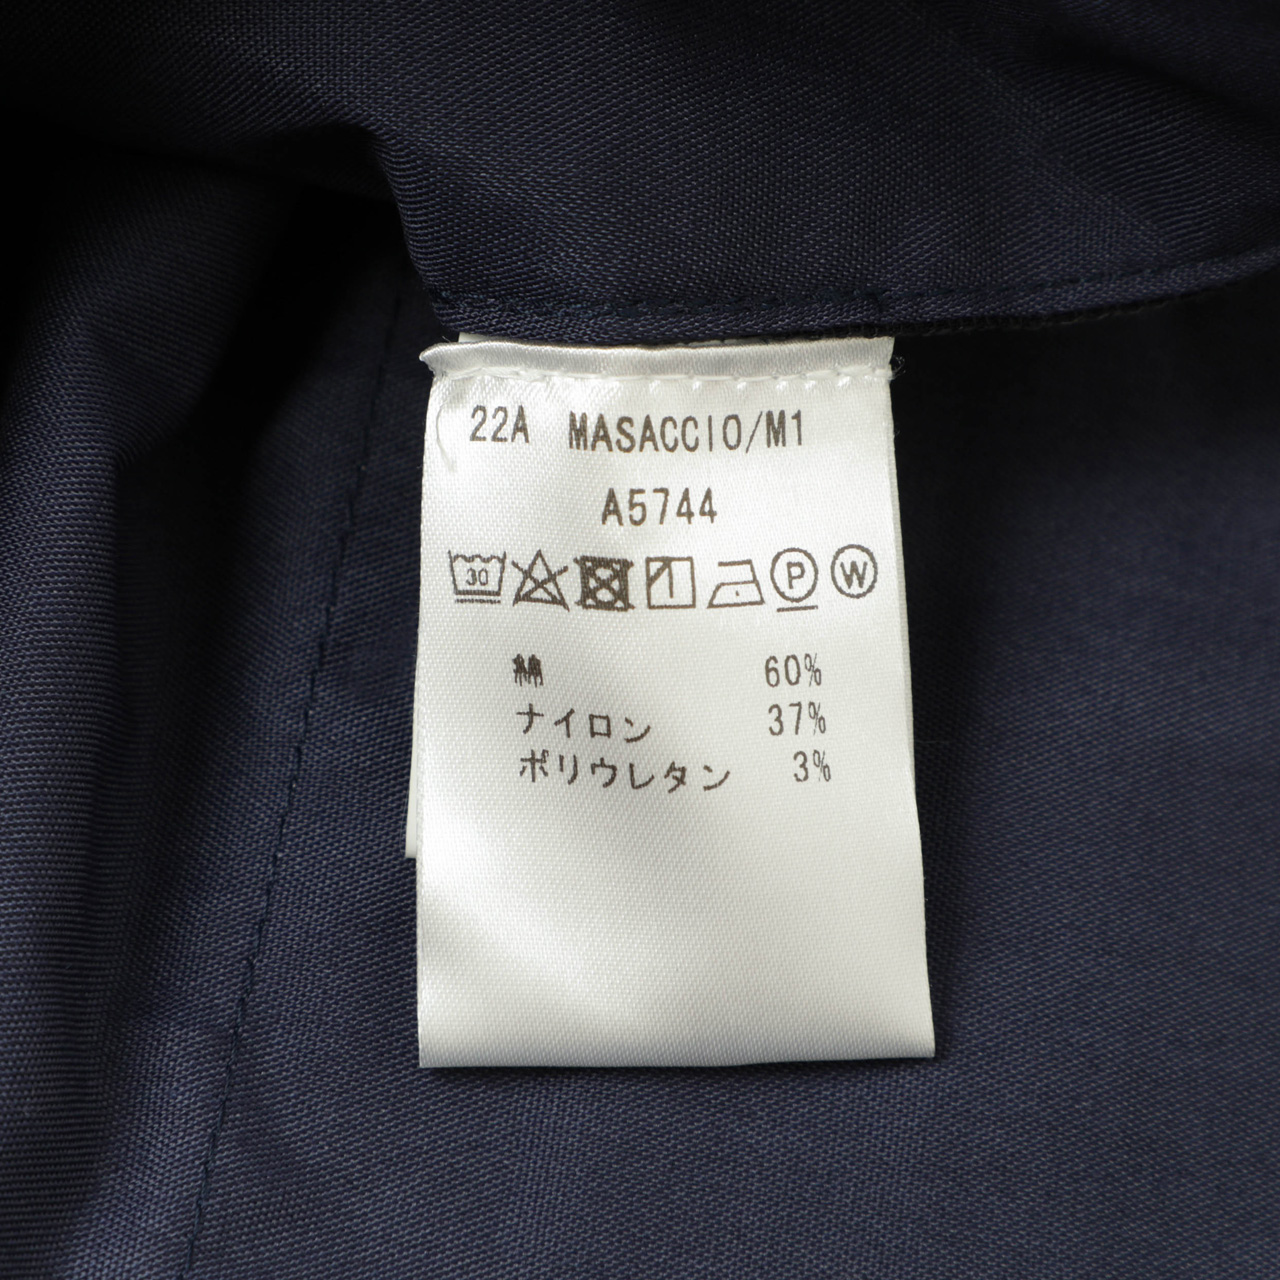 22A MASACCIO/M1
A5744
30 P W
綿 60%
ナイロン 37%
ポリウレタン 3%